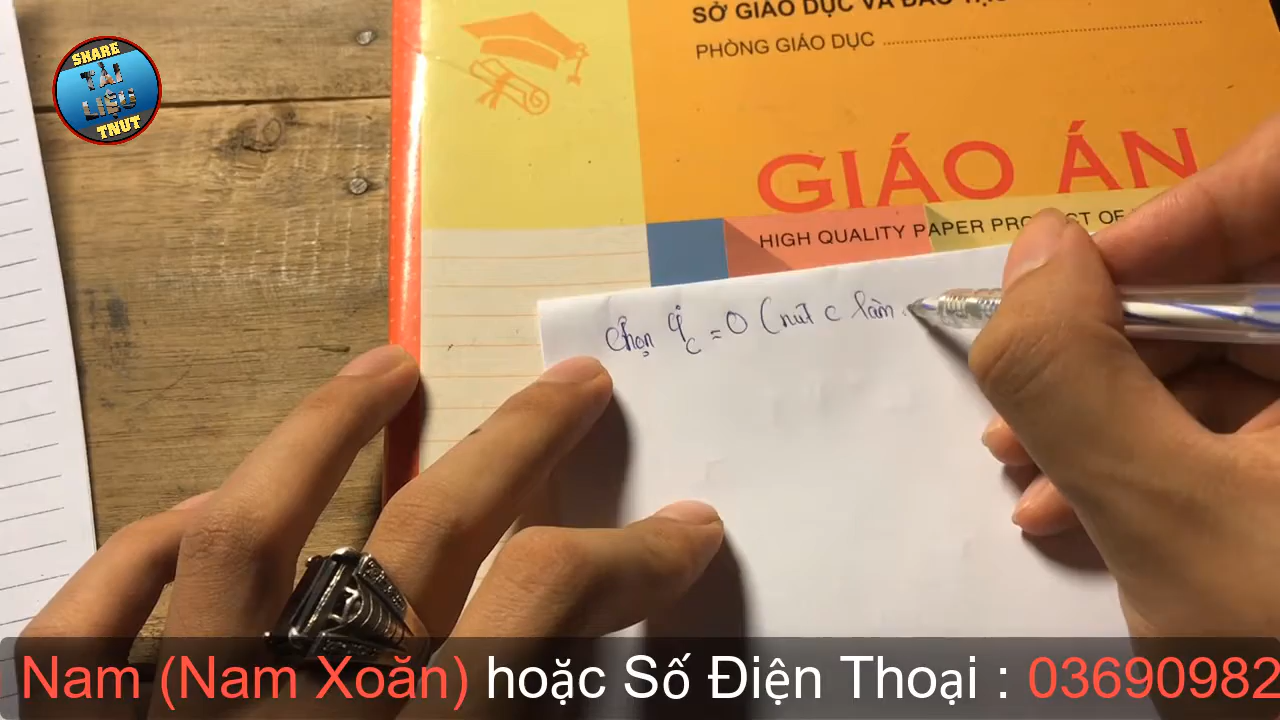 SHARE
TÀI
LIỆU
TNUT
SỞ GIÁO DỤC VÀ ĐÀO TẠO
PHÒNG GIÁO DỤC
GIÁO ÁN
HIGH QUALITY PAPER PRODUCT OF
Chọn φ̇c = 0 (nút c làm
Nam (Nam Xoăn) hoặc Số Điện Thoại : 03690982